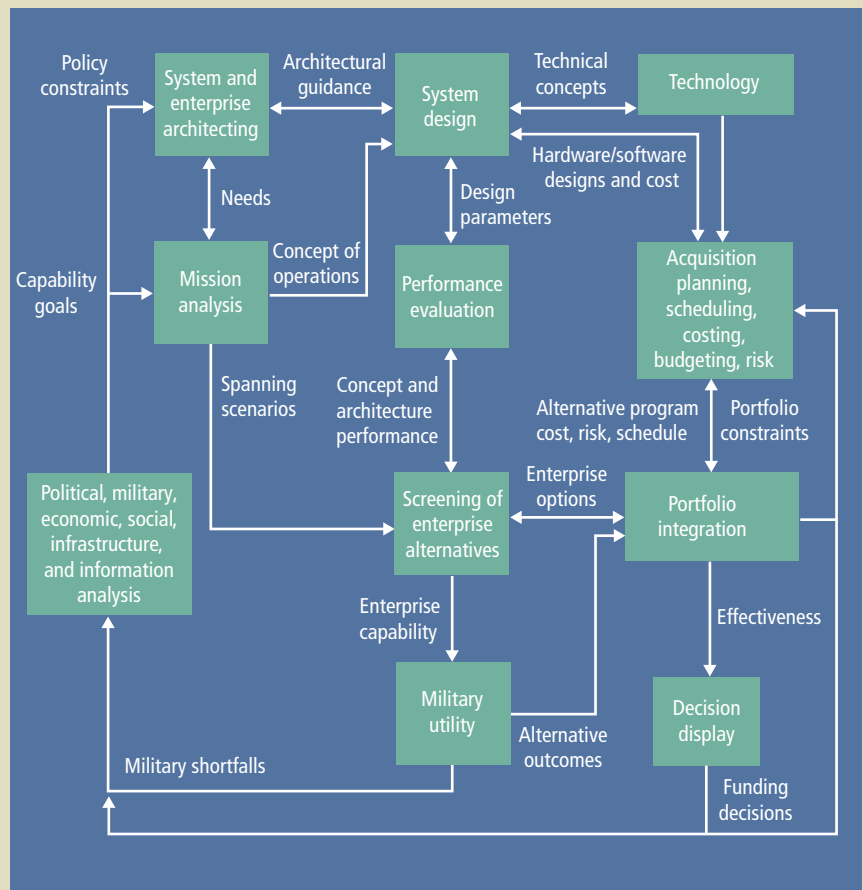 Policy
constraints
System and
enterprise
architecting
Architectural
guidance
System
design
Technical
concepts
Technology
Hardware/software
designs and cost
Needs
Design
parameters
Capability
goals
Mission
analysis
Concept of
operations
Performance
evaluation
Acquisition
planning,
scheduling,
costing,
budgeting, risk
Spanning
scenarios
Concept and
architecture
performance
Alternative program
cost, risk, schedule
Portfolio
constraints
Political, military,
economic, social,
infrastructure,
and information
analysis
Screening of
enterprise
alternatives
Enterprise
options
Portfolio
integration
Enterprise
capability
Effectiveness
Military
utility
Alternative
outcomes
Decision
display
Military shortfalls
Funding
decisions